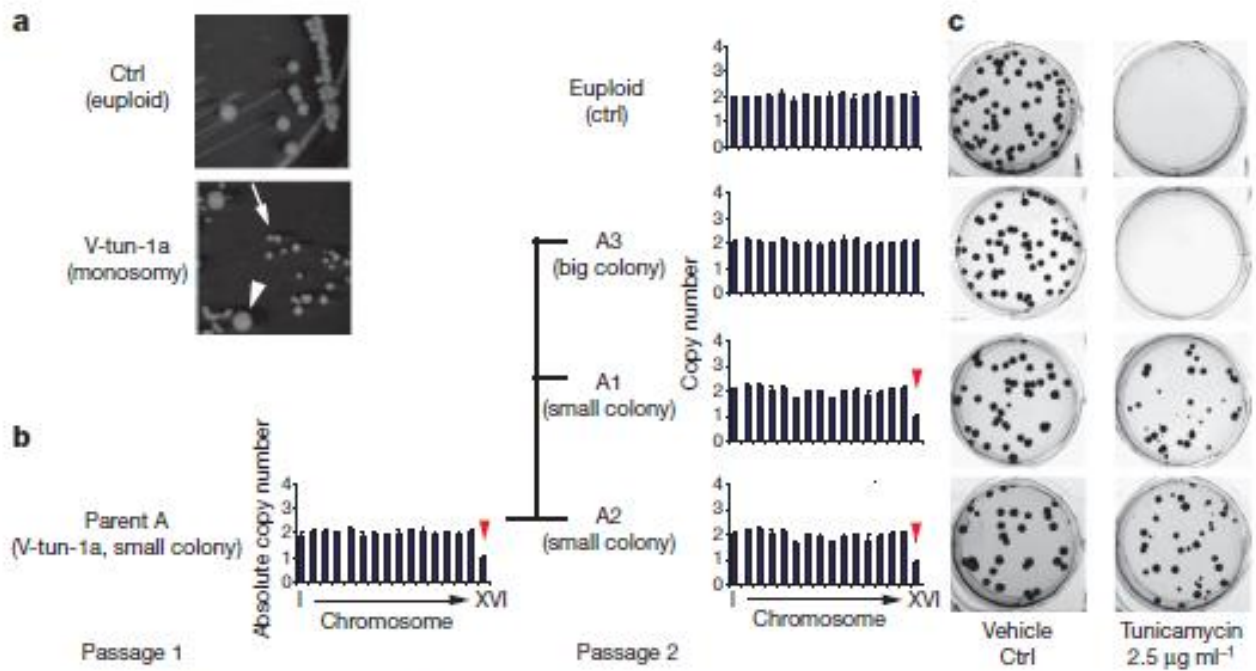 a
Ctrl
(euploid)
V-tun-1a
(monosomy)
b
Parent A
(V-tun-1a, small colony)
Absolute copy number
4
3
2
1
0
I
XVI
Chromosome
Passage 1
Euploid
(ctrl)
A3
(big colony)
A1
(small colony)
A2
(small colony)
Passage 2
Copy number
4
3
2
1
0
4
3
2
1
0
4
3
2
1
0
4
3
2
1
0
I
XVI
Chromosome
c
Vehicle
Ctrl
Tunicamycin
2.5 µg ml⁻¹